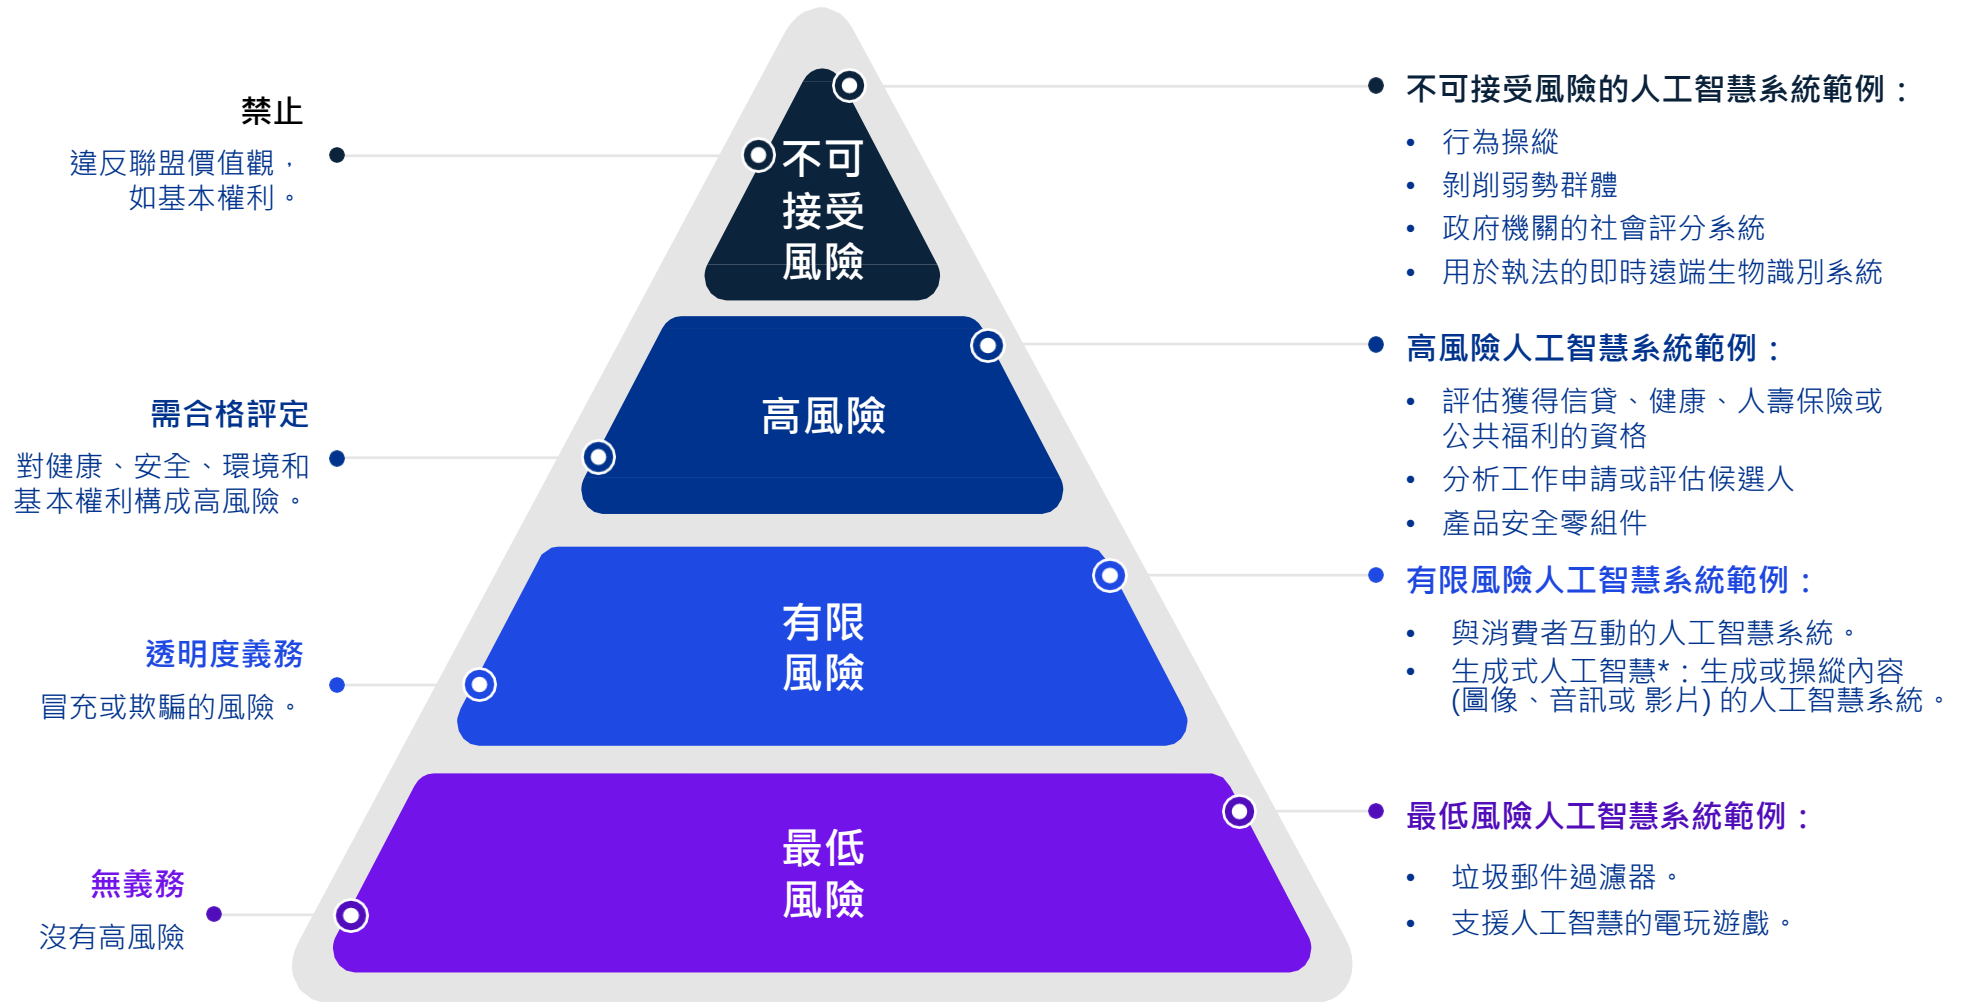 禁止
違反聯盟價值觀，
如基本權利。
不可
接受
風險
不可接受風險的人工智慧系統範例：
• 行為操縱
• 剝削弱勢群體
• 政府機關的社會評分系統
• 用於執法的即時遠端生物識別系統
需合格評定
對健康、安全、環境和
基本權利構成高風險。
高風險
高風險人工智慧系統範例：
• 評估獲得信貸、健康、人壽保險或
公共福利的資格
• 分析工作申請或評估候選人
• 產品安全零組件
透明度義務
冒充或欺騙的風險。
有限
風險
有限風險人工智慧系統範例：
• 與消費者互動的人工智慧系統。
• 生成式人工智慧*：生成或操縱內容
(圖像、音訊或 影片) 的人工智慧系統。
無義務
沒有高風險
最低
風險
最低風險人工智慧系統範例：
• 垃圾郵件過濾器。
• 支援人工智慧的電玩遊戲。